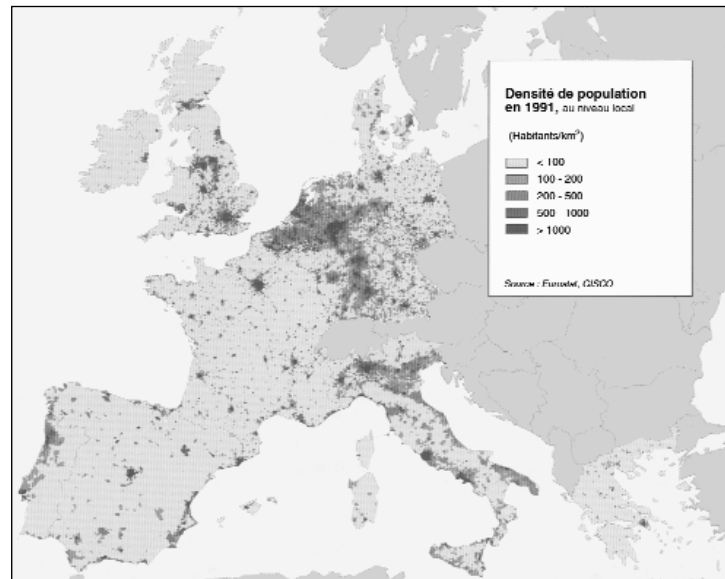 Densité de population
en 1991, au niveau local
(Habitants/km²)
< 100
100 - 200
200 - 500
500 - 1000
> 1000
Source : Eurostat, GISCO